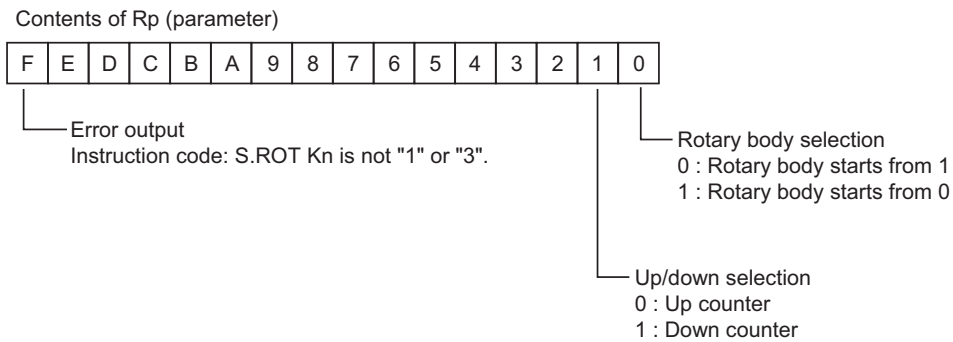 Contents of Rp (parameter)
F E D C B A 9 8 7 6 5 4 3 2 1 0
Error output
Instruction code: S.ROT Kn is not "1" or "3".
Rotary body selection
0 : Rotary body starts from 1
1 : Rotary body starts from 0
Up/down selection
0 : Up counter
1 : Down counter